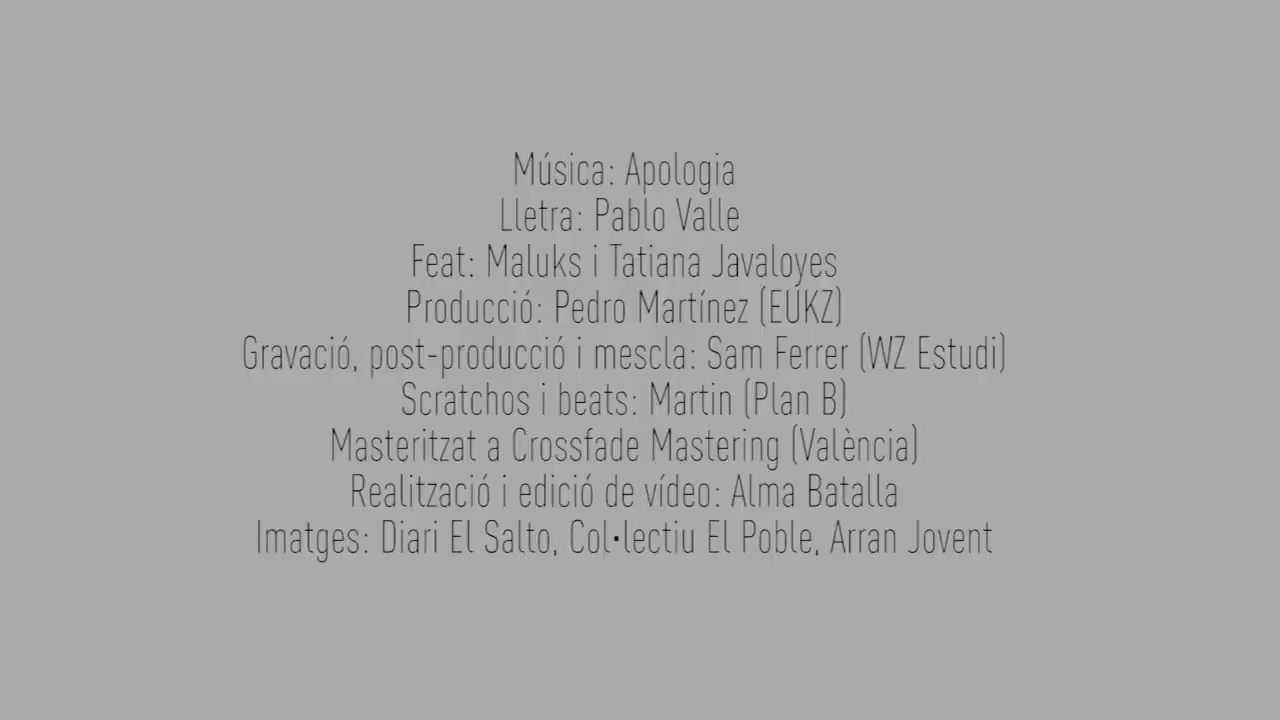 Música: Apologia
Lletra: Pablo Valle
Feat: Maluks i Tatiana Javaloyes
Producció: Pedro Martínez (EUKZ)
Gravació, post-producció i mescla: Sam Ferrer (WZ Estudi)
Scratchos i beats: Martin (Plan B)
Masteritzat a Crossfade Mastering (València)
Realització i edició de vídeo: Alma Batalla
Imatges: Diari El Salto, Col·lectiu El Poble, Arran Jovent